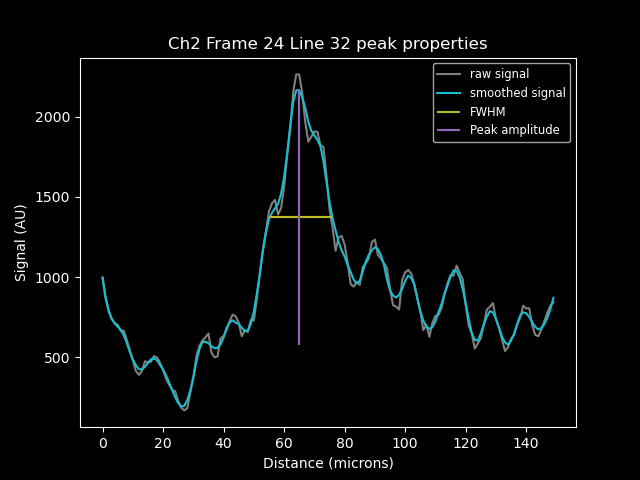 Ch2 Frame 24 Line 32 peak properties
raw signal
smoothed signal
FWHM
Peak amplitude
Signal (AU)
2000
1500
1000
500
0 20 40 60 80 100 120 140
Distance (microns)